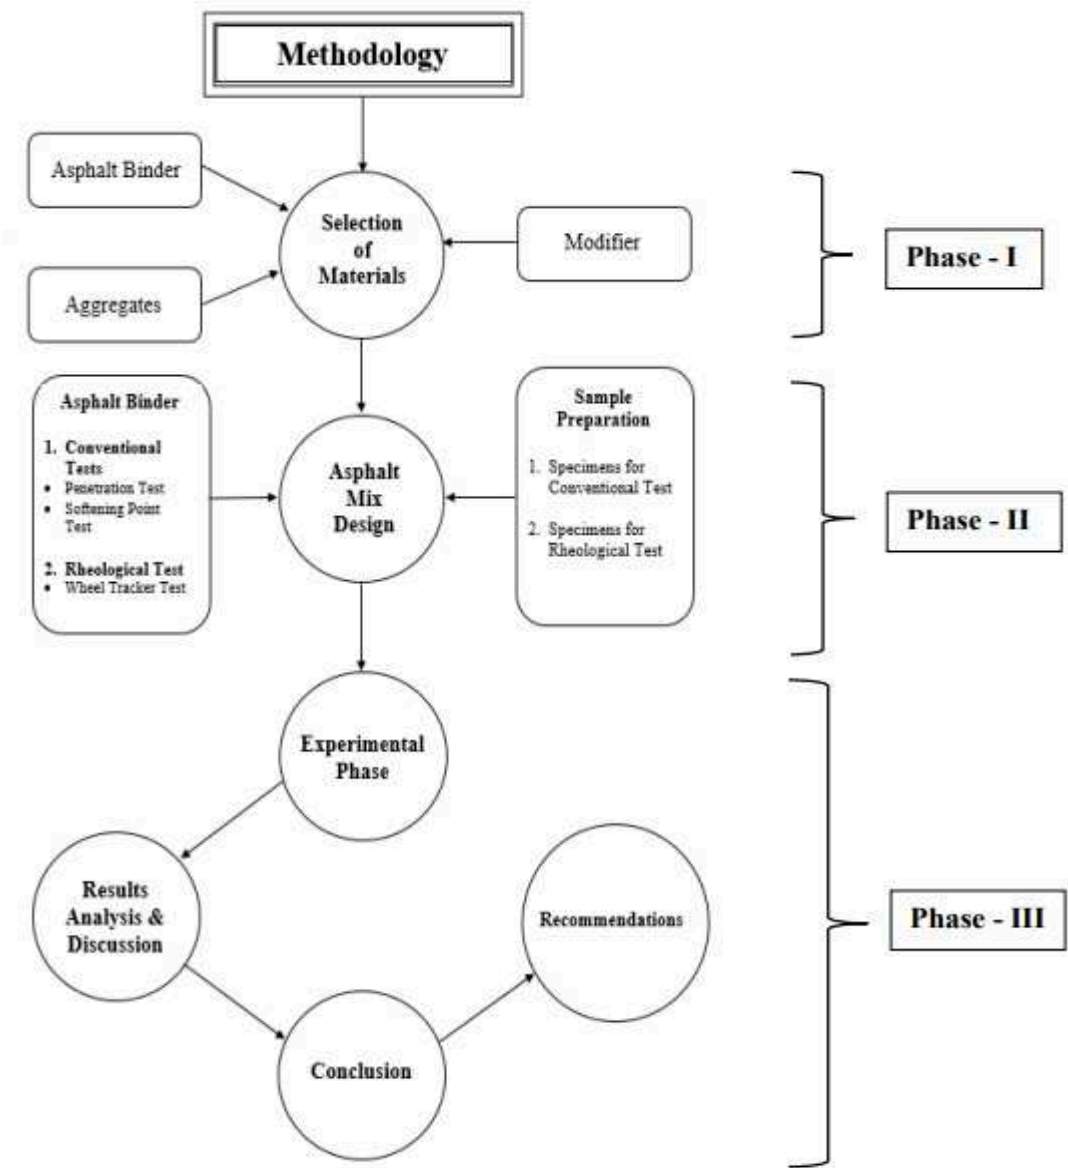 Methodology
Asphalt Binder
Selection
of
Materials
Modifier
Aggregates
Phase - I
Asphalt Binder
1. Conventional
Tests
• Penetration Test
• Softening Point
Test
2. Rheological Test
• Wheel Tracker Test
Asphalt
Mix
Design
Sample
Preparation
1. Specimens for
Conventional Test
2. Specimens for
Rheological Test
Phase - II
Experimental
Phase
Results
Analysis &
Discussion
Conclusion
Recommendations
Phase - III